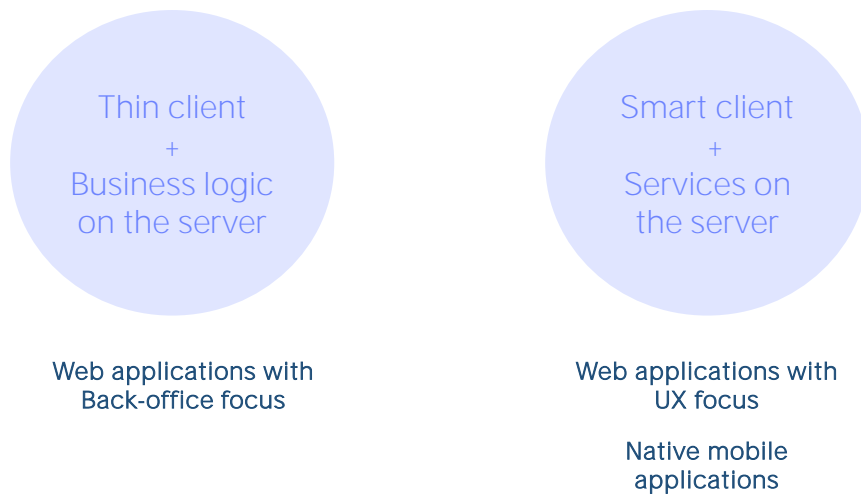 Thin client
+
Business logic
on the server
Web applications with
Back-office focus
Smart client
+
Services on
the server
Web applications with
UX focus
Native mobile
applications